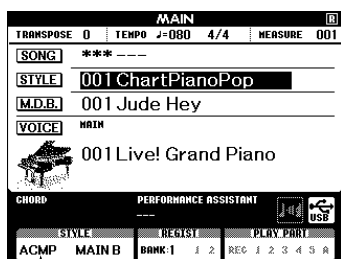 MAIN R
TRANSPOSE 0 TEMPO ♩=080 4/4 MEASURE 001
SONG *** ---
STYLE 001 ChartPianoPop
M.D.B. 001 Jude Hey
VOICE MAIN
001 Live! Grand Piano
CHORD PERFORMANCE ASSISTANT
---
USB
STYLE REGIST PLAY PART
ACMP MAIN B BANK:1 1 2 REC 1 2 3 4 5 A